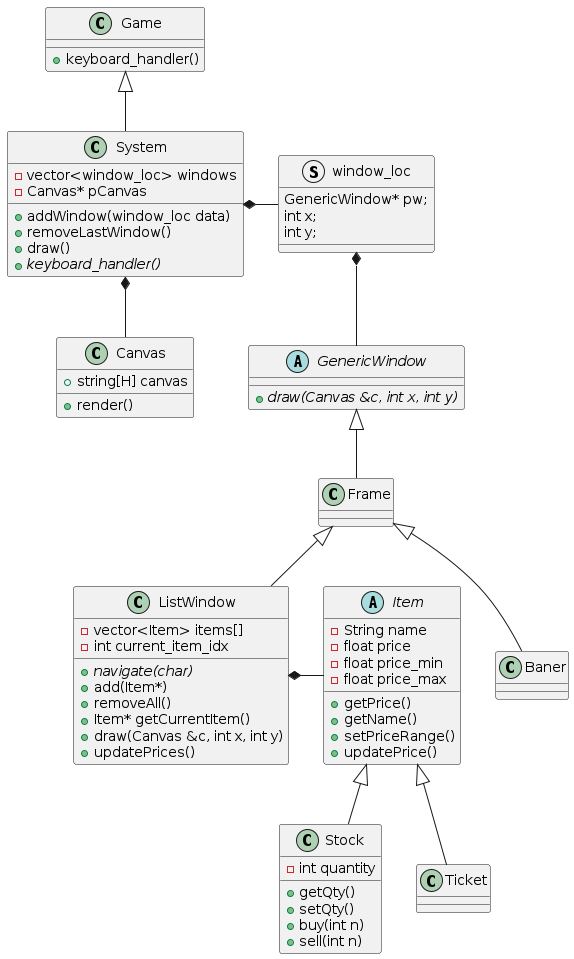 C Game
keyboard_handler()
C System
vector<window_loc> windows
Canvas* pCanvas
addWindow(window_loc data)
removeLastWindow()
draw()
keyboard_handler()
S window_loc
GenericWindow* pw;
int x;
int y;
C Canvas
string[H] canvas
render()
A GenericWindow
draw(Canvas &c, int x, int y)
C Frame
C ListWindow
vector<Item> items[]
int current_item_idx
navigate(char)
add(Item*)
removeAll()
Item* getCurrentItem()
draw(Canvas &c, int x, int y)
updatePrices()
A Item
String name
float price
float price_min
float price_max
getPrice()
getName()
setPriceRange()
updatePrice()
C Baner
C Stock
int quantity
getQty()
setQty()
buy(int n)
sell(int n)
C Ticket